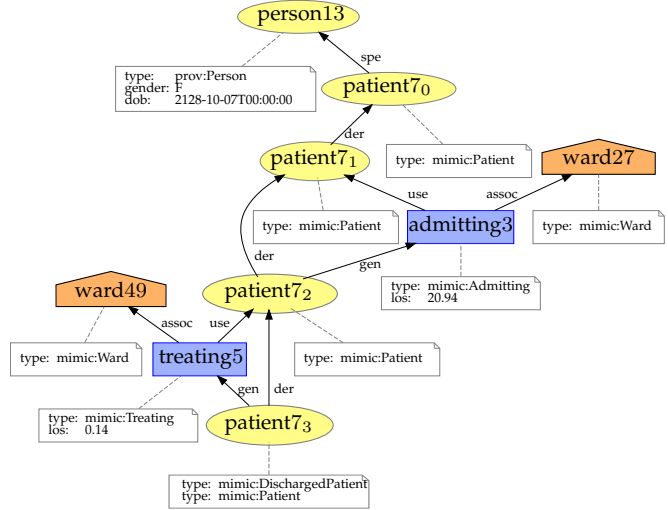 person13
spe
type: prov:Person
gender: F
dob: 2128-10-07T00:00:00
patient7₀
der
patient7₁
type: mimic:Patient
ward27
use
assoc
type: mimic:Patient
admitting3
type: mimic:Ward
der
gen
type: mimic:Admitting
los: 20.94
ward49
patient7₂
assoc
use
type: mimic:Ward
treating5
type: mimic:Patient
gen
der
type: mimic:Treating
los: 0.14
patient7₃
type: mimic:DischargedPatient
type: mimic:Patient